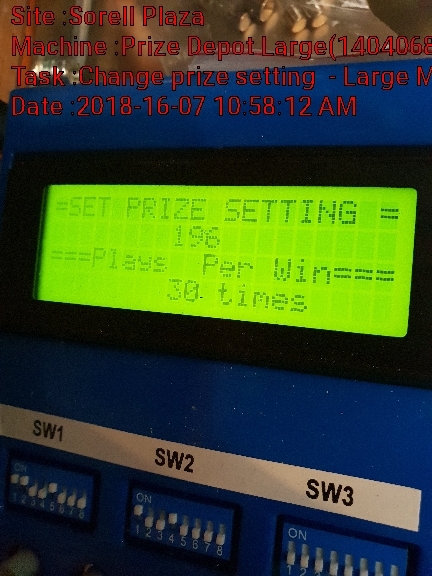 Site :Sorell Plaza
Machine :Prize Depot Large(1404068
Task :Change prize setting - Large M
Date :2018-16-07 10:58:12 AM
=SET PRIZE SETTING =
196
===Plays Per Win===
30 times
SW1
SW2
SW3
ON
1 2 3 4 5 6 7 8
ON
1 2 3 4 5 6 7 8
ON